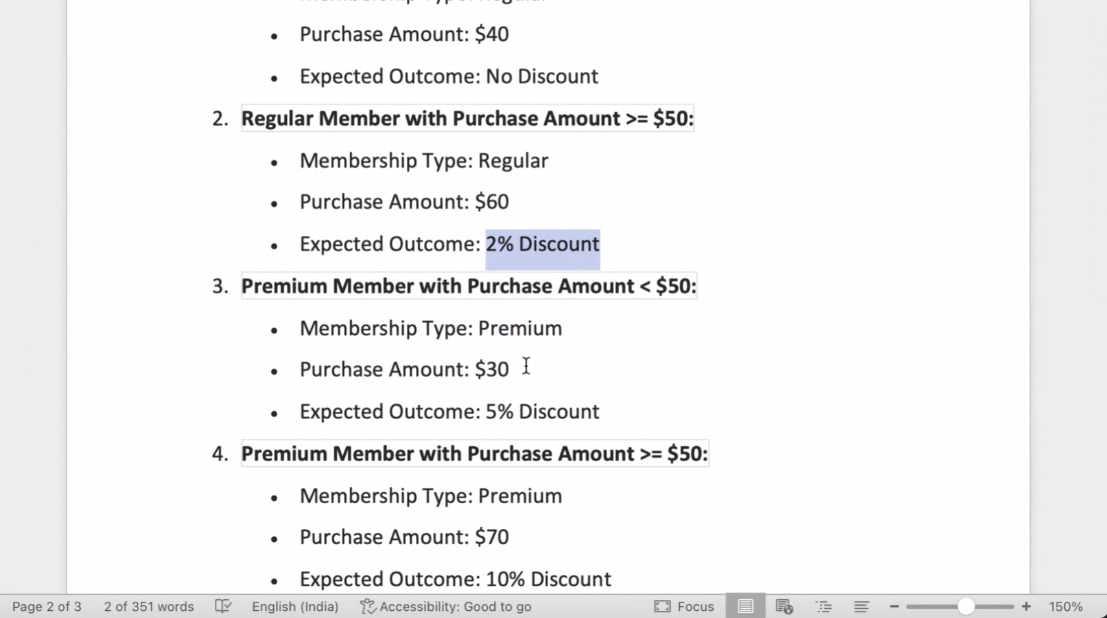 • Purchase Amount: $40
• Expected Outcome: No Discount
2. Regular Member with Purchase Amount >= $50:
• Membership Type: Regular
• Purchase Amount: $60
• Expected Outcome: 2% Discount
3. Premium Member with Purchase Amount < $50:
• Membership Type: Premium
• Purchase Amount: $30
• Expected Outcome: 5% Discount
4. Premium Member with Purchase Amount >= $50:
• Membership Type: Premium
• Purchase Amount: $70
• Expected Outcome: 10% Discount
Page 2 of 3 2 of 351 words English (India) Accessibility: Good to go Focus − + 150%